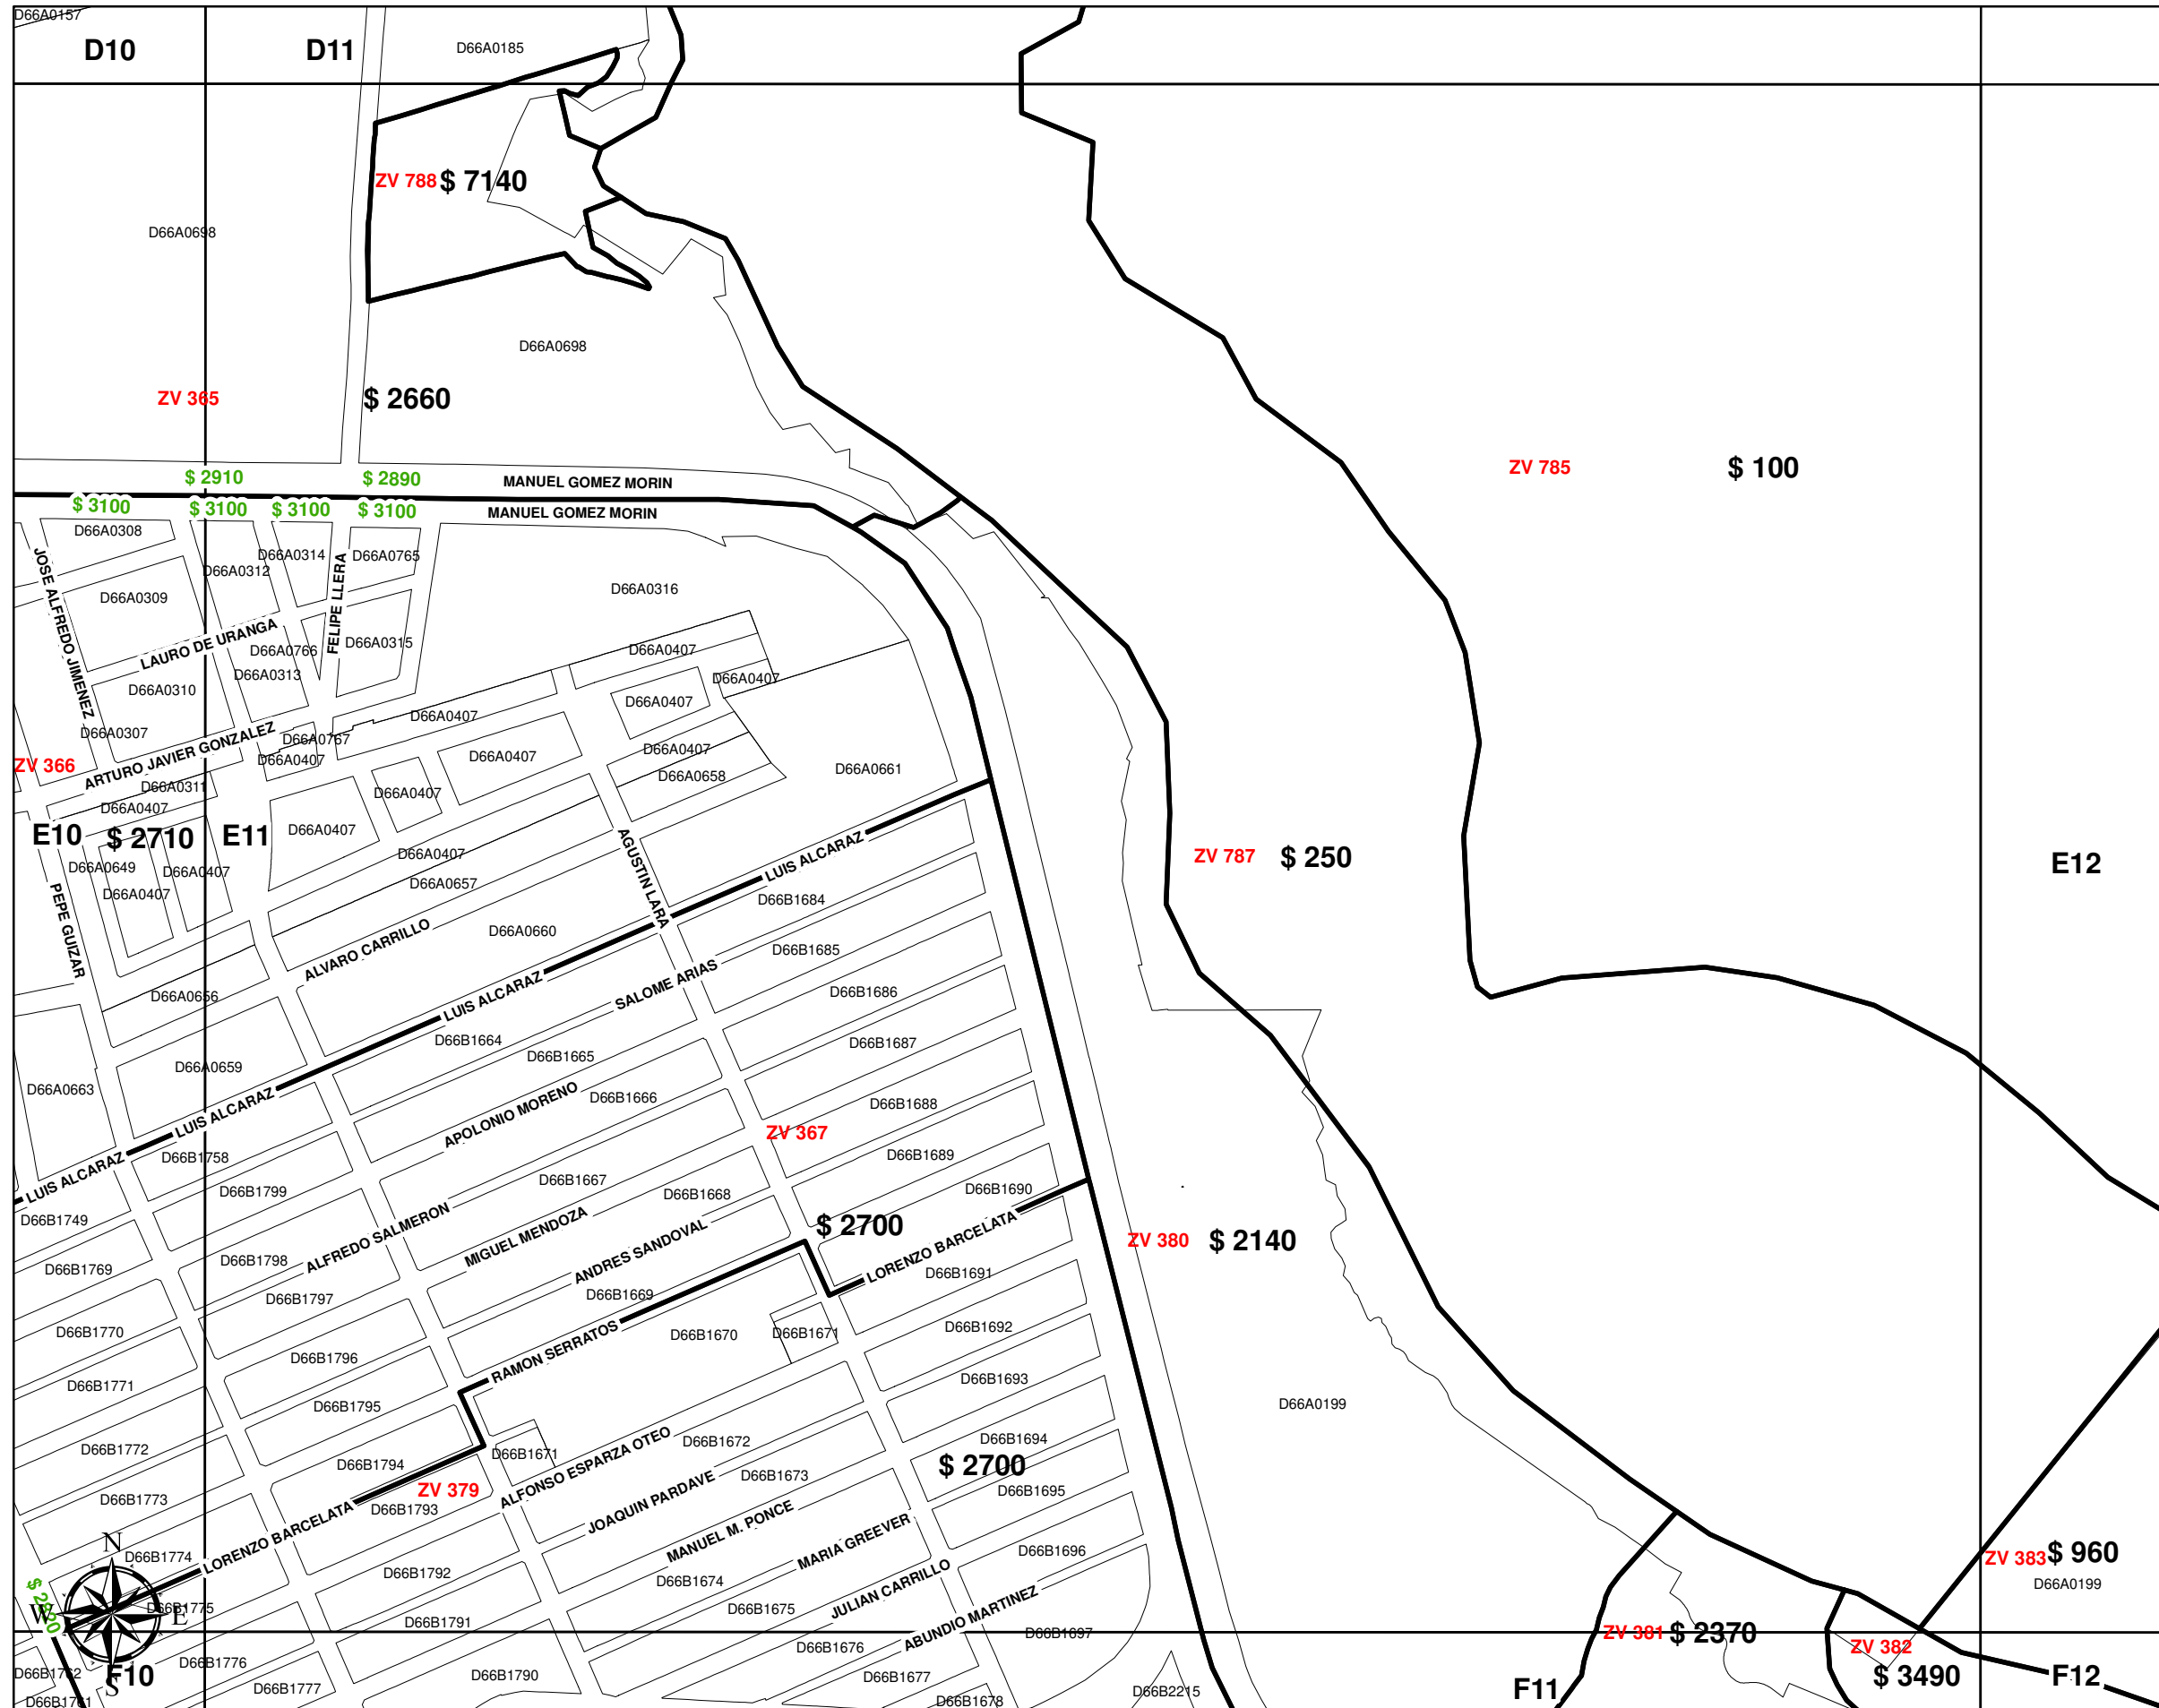 D66A0157
D10
D11
D66A0185
ZV 788 $ 7140
D66A0698
D66A0698
ZV 365
$ 2660
ZV 785
$ 100
$ 2910
$ 2890
MANUEL GOMEZ MORIN
$ 3100
$ 3100
$ 3100
$ 3100
MANUEL GOMEZ MORIN
D66A0308
D66A0314
D66A0765
D66A0312
JOSE ALFREDO JIMENEZ
FELIPE LLERA
D66A0309
D66A0316
LAURO DE URANGA
D66A0766
D66A0315
D66A0407
D66A0313
D66A0407
D66A0310
D66A0407
D66A0407
D66A0307
D66A0767
ARTURO JAVIER GONZALEZ
D66A0407
D66A0407
D66A0407
ZV 366
D66A0658
D66A0661
D66A0311
D66A0407
D66A0407
E10
$ 2710
E11
D66A0407
AGUSTIN LARA
LUIS ALCARAZ
D66A0407
ZV 787
$ 250
E12
D66A0649
D66A0407
D66A0407
D66A0657
PEPE GUIZAR
D66B1684
ALVARO CARRILLO
D66A0660
D66B1685
SALOME ARIAS
LUIS ALCARAZ
D66A0656
D66B1686
D66B1664
D66B1687
D66B1665
D66A0659
D66A0663
LUIS ALCARAZ
APOLONIO MORENO
D66B1666
D66B1688
ZV 367
LUIS ALCARAZ
D66B1758
D66B1689
D66B1799
D66B1667
D66B1668
D66B1690
D66B1749
ALFREDO SALMERON
MIGUEL MENDOZA
ANDRES SANDOVAL
$ 2700
LORENZO BARCELATA
ZV 380
$ 2140
D66B1769
D66B1798
D66B1691
D66B1797
D66B1669
D66B1770
RAMON SERRATOS
D66B1670
D66B1671
D66B1692
D66B1796
D66B1771
D66B1693
D66B1795
D66A0199
D66B1772
D66B1794
D66B1671
ALFONSO ESPARZA OTEO
D66B1672
D66B1694
$ 2700
ZV 379
D66B1773
D66B1793
JOAQUIN PARDAVE
D66B1673
D66B1695
LORENZO BARCELATA
MANUEL M. PONCE
MARIA GREEVER
N
D66B1774
D66B1696
ZV 383 $ 960
D66A0199
D66B1792
D66B1674
JULIAN CARRILLO
W
D66B1775
E
D66B1791
D66B1675
ABUNDIO MARTINEZ
D66B1697
ZV 381 $ 2370
D66B1676
ZV 382
D66B1762
S
F10
D66B1776
D66B1790
D66B1677
$ 3490
F12
D66B1777
F11
D66B1761
D66B1678
D66B2215